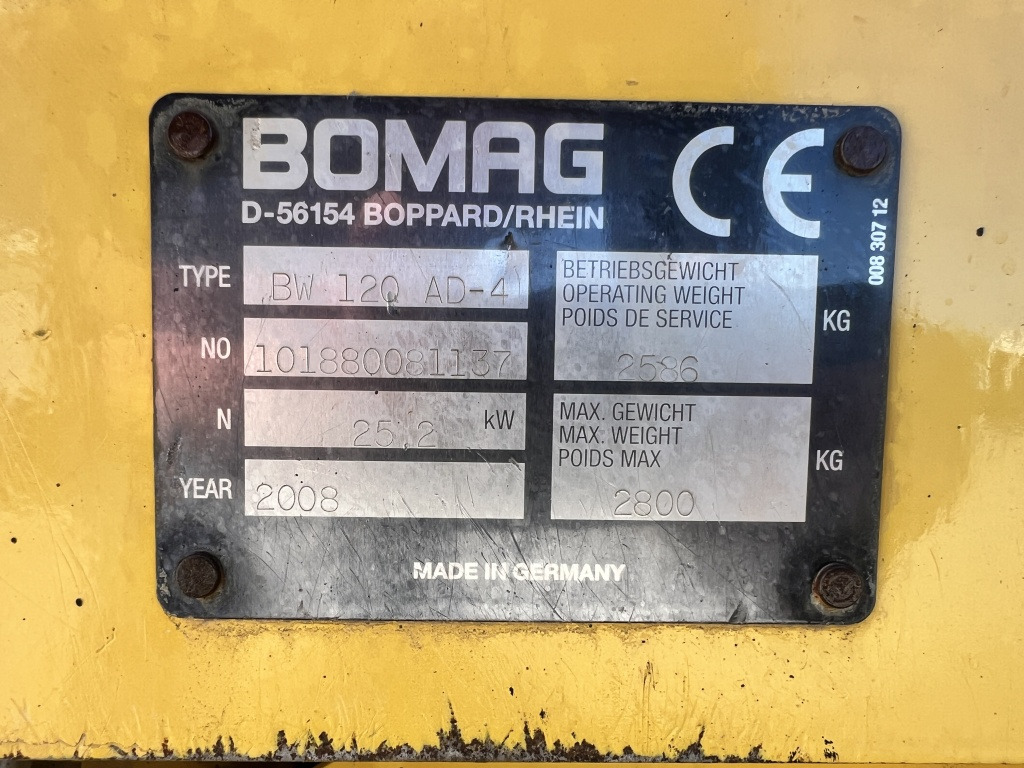 BOMAG
D-56154 BOPPARD/RHEIN
CE
008 307 12
TYPE BW 120 AD-4
NO 101880081137
N 25,2 kW
YEAR 2008
BETRIEBSGEWICHT
OPERATING WEIGHT
POIDS DE SERVICE
2586 KG
MAX. GEWICHT
MAX. WEIGHT
POIDS MAX
2800 KG
MADE IN GERMANY